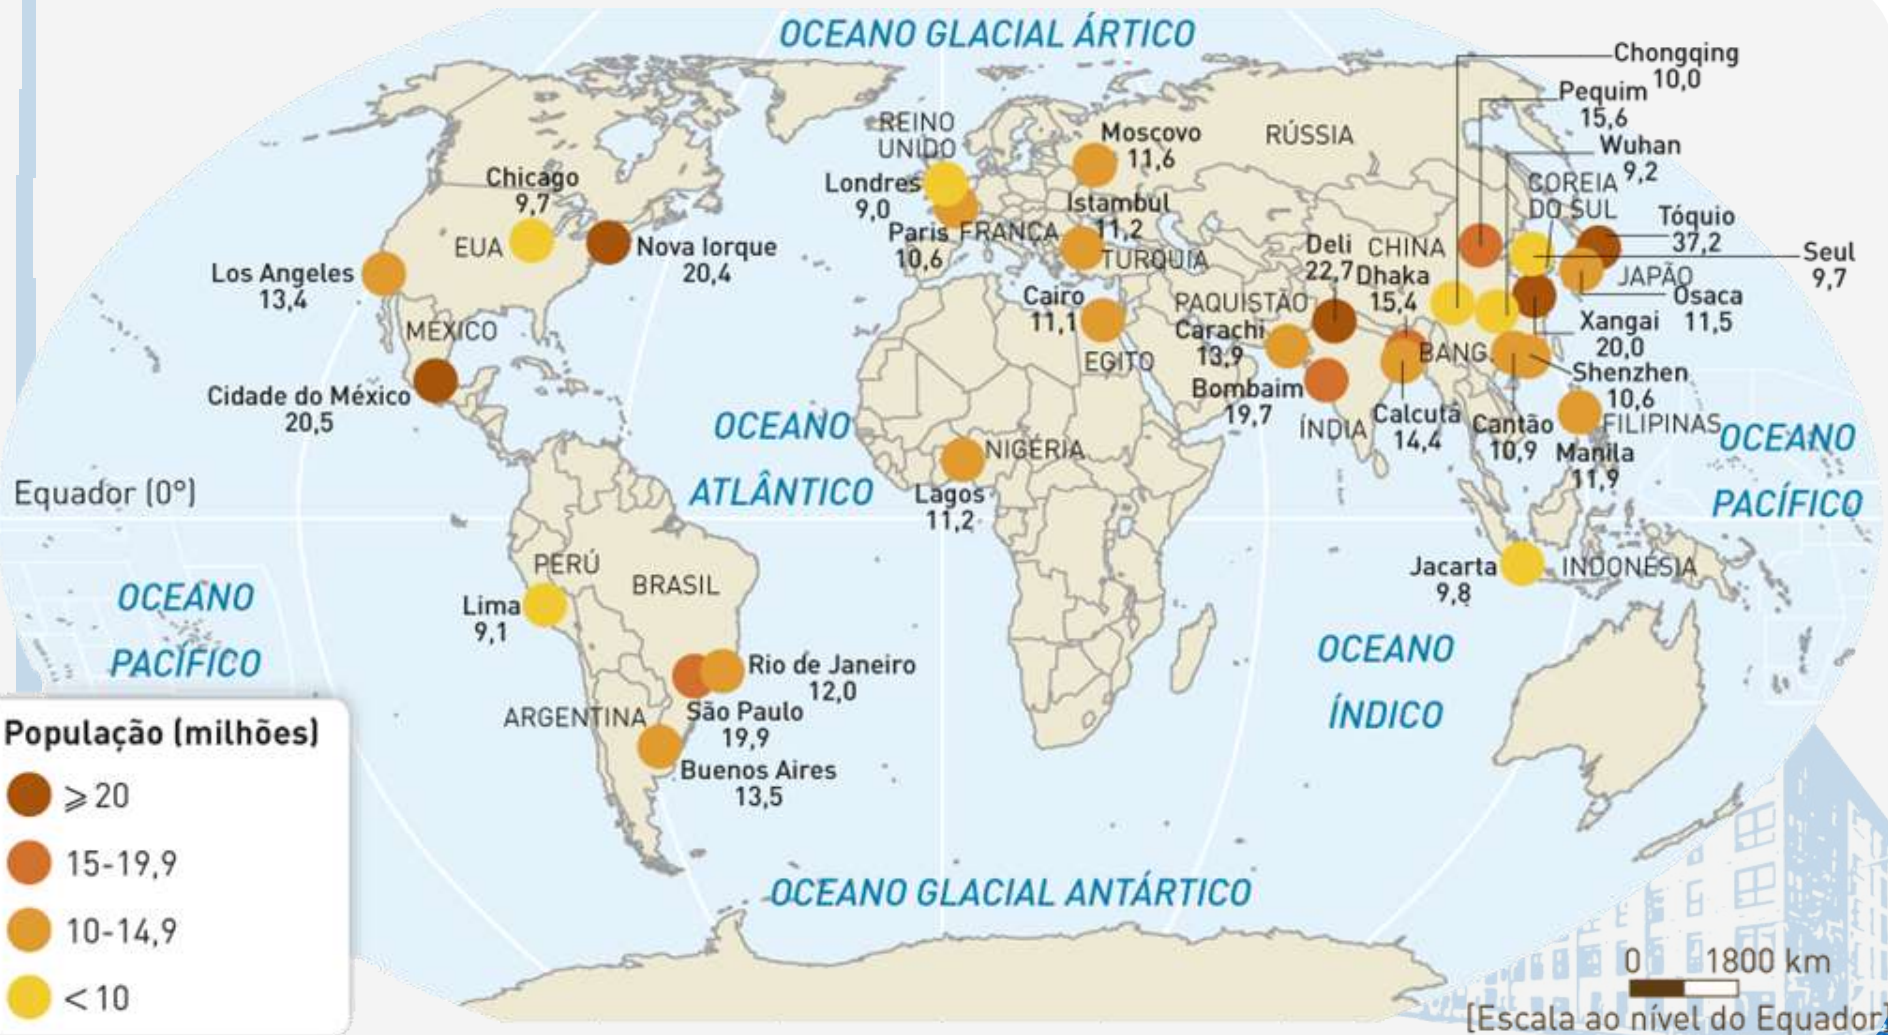 OCEANO GLACIAL ÁRTICO
Chongqing
10,0
Pequim
15,6
Wuhan
9,2
REINO
UNIDO
Moscovo
11,6
RÚSSIA
COREIA
DO SUL
Chicago
9,7
Londres
9,0
Istambul
11,2
Tóquio
37,2
EUA
Nova Iorque
20,4
Paris
10,6
FRANÇA
TURQUIA
Deli
22,7
CHINA
Seul
9,7
Los Angeles
13,4
Dhaka
15,4
JAPÃO
Osaca
11,5
Cairo
11,1
PAQUISTÃO
MÉXICO
Carachi
13,9
EGITO
BANG.
Xangai
20,0
Cidade do México
20,5
Bombaim
19,7
Shenzhen
10,6
OCEANO
ATLÂNTICO
ÍNDIA
Calcutá
14,4
Cantão
10,9
FILIPINAS
Manila
11,9
OCEANO
PACÍFICO
NIGÉRIA
Lagos
11,2
Equador (0°)
PERÚ
BRASIL
Jacarta
9,8
INDONÉSIA
OCEANO
PACÍFICO
Lima
9,1
OCEANO
ÍNDICO
Rio de Janeiro
12,0
ARGENTINA
São Paulo
19,9
Buenos Aires
13,5
População (milhões)
⩾ 20
15-19,9
10-14,9
< 10
OCEANO GLACIAL ANTÁRTICO
0 1800 km
[Escala ao nível do Equador]